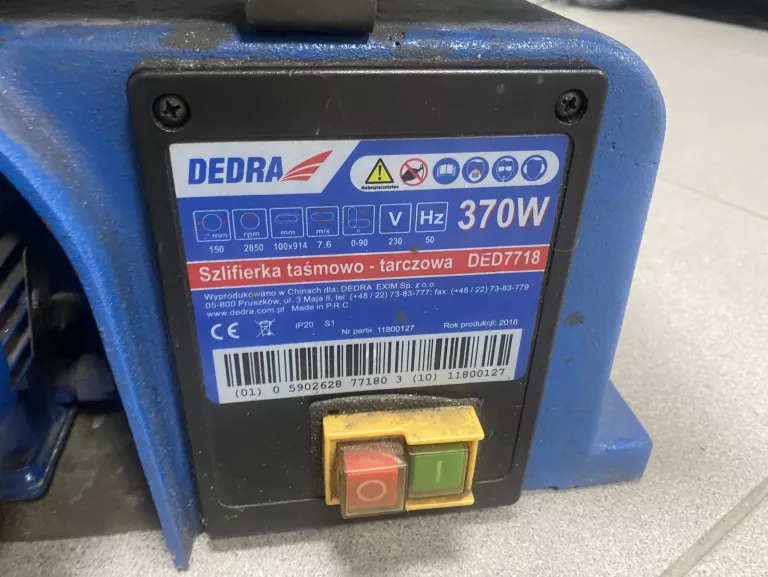 DEDRA
Niebezpieczeństwo
mm rpm mm m/s V Hz 370W
150 2850 100x914 7.6 0-90 230 50
Szlifierka taśmowo - tarczowa DED7718
Wyprodukowano w Chinach dla: DEDRA EXIM.Sp. z o.o
05-800 Pruszków, ul. 3 Maja 8, tel: (+48 / 22) 73-83-777; fax: (+48 / 22) 73-83-779
www.dedra.com.pl Made in P.R.C.
CE IP20 S1 Nr partii: 11800127 Rok produkcji: 2018
(01) 0 5902628 77180 3 (10) 11800127